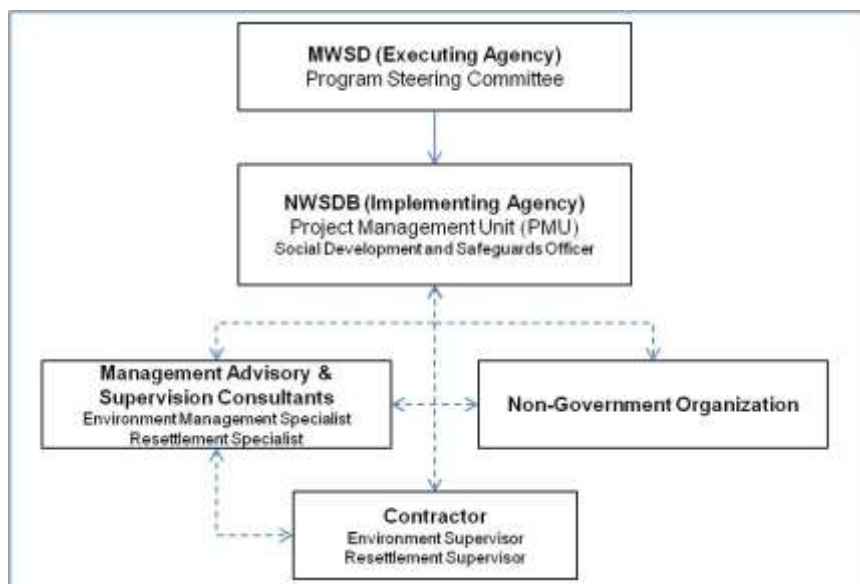 MWSD (Executing Agency)
Program Steering Committee
NWSDB (Implementing Agency)
Project Management Unit (PMU)
Social Development and Safeguards Officer
Management Advisory &
Supervision Consultants
Environment Management Specialist
Resettlement Specialist
Non-Government Organization
Contractor
Environment Supervisor
Resettlement Supervisor